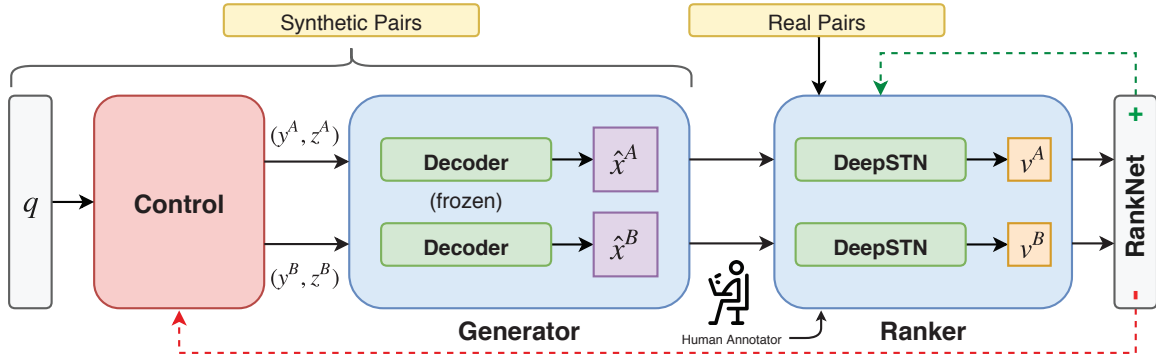 Synthetic Pairs
Real Pairs
q
Control
(y^A, z^A)
(y^B, z^B)
Decoder
(frozen)
Decoder
x̂^A
x̂^B
Generator
DeepSTN
DeepSTN
v^A
v^B
Ranker
Human Annotator
+
RankNet
-